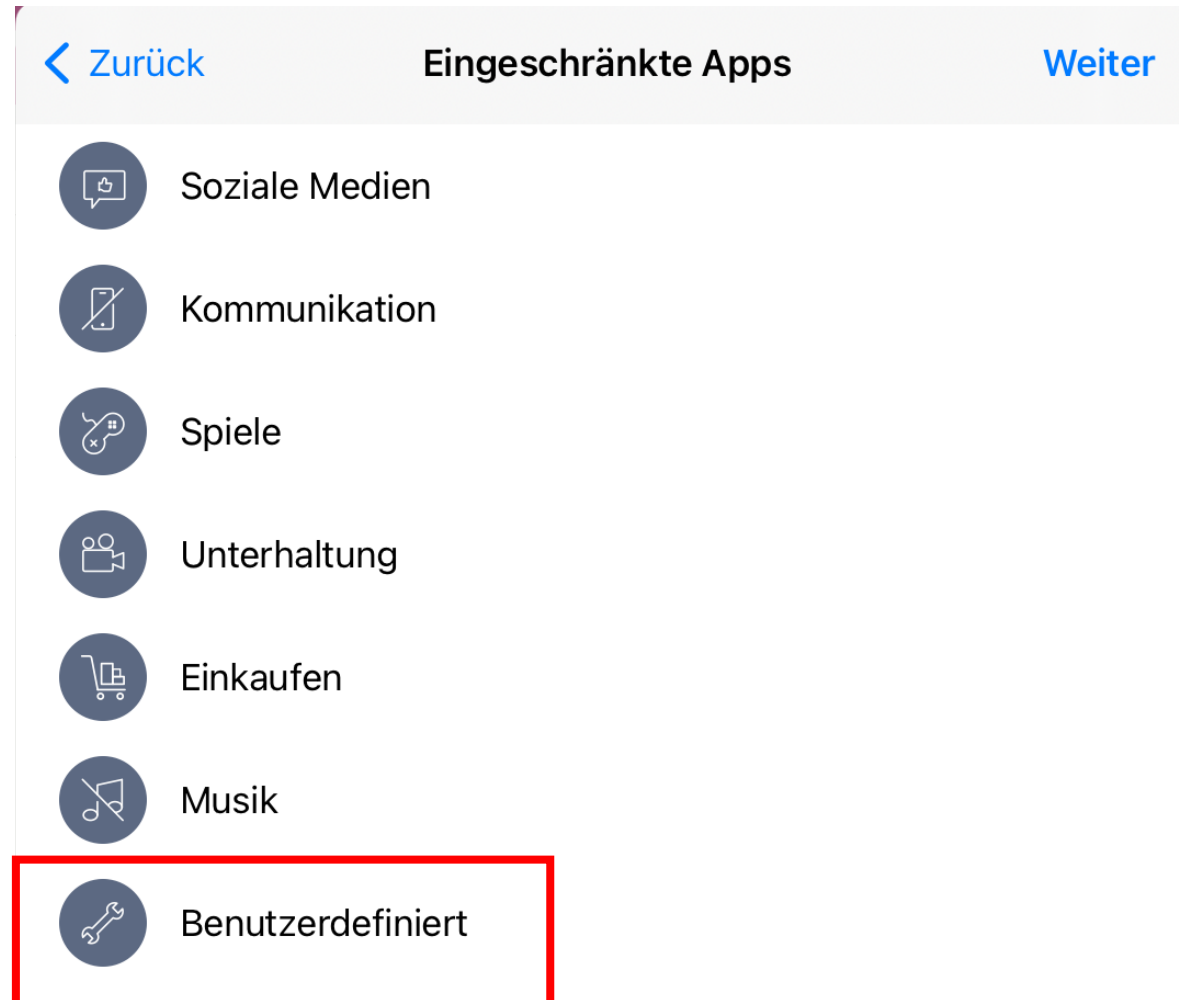 Zurück Eingeschränkte Apps Weiter
Soziale Medien
Kommunikation
Spiele
Unterhaltung
Einkaufen
Musik
Benutzerdefiniert